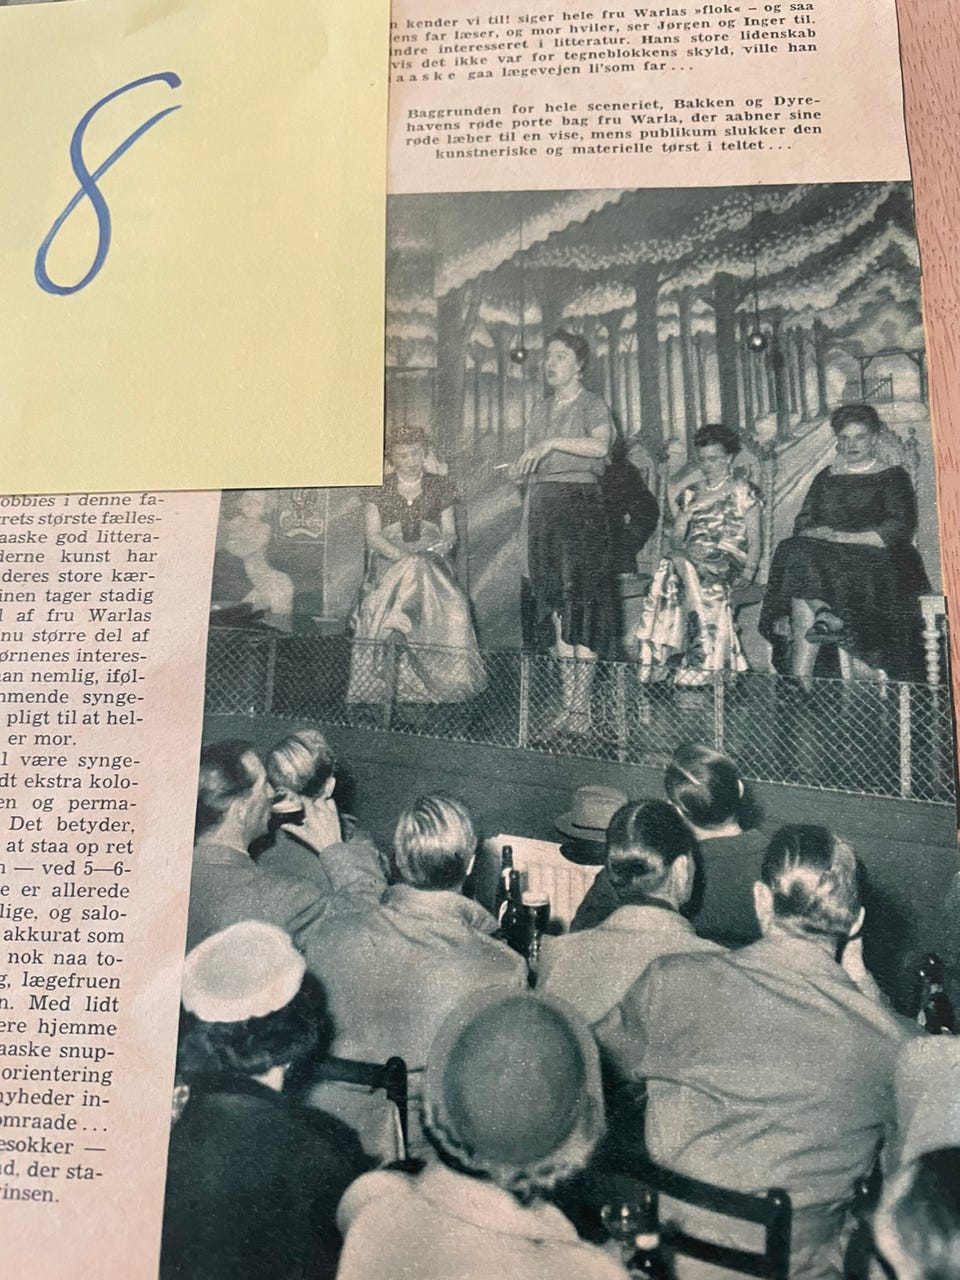 8
kender vi til! siger hele fru Warlas »flok« – og saa
far læser, og mor hviler, ser Jørgen og Inger til.
interesseret i litteratur. Hans store lidenskab
vis det ikke var for tegneblokkens skyld, ville han
aaske gaa lægevejen li'som far...
Baggrunden for hele sceneriet, Bakken og Dyre-
havens røde porte bag fru Warla, der aabner sine
røde læber til en vise, mens publikum slukker den
kunstneriske og materielle tørst i teltet...
Carlsberg
obbies i denne fa-
rets største fælles-
aaske god littera-
derne kunst har
deres store kær-
inen tager stadig
l af fru Warlas
nu større del af
ørnenes interes-
an nemlig, iføl-
mmende synge-
pligt til at hel-
er mor.
l være synge-
dt ekstra kolo-
en og perma-
Det betyder,
at staa op ret
n — ved 5—6-
e er allerede
lige, og salo-
akkurat som
nok naa to-
g, lægefruen
n. Med lidt
ere hjemme
aaske snup-
orientering
nyheder in-
omraade...
esokker —
d, der sta-
vinsen.